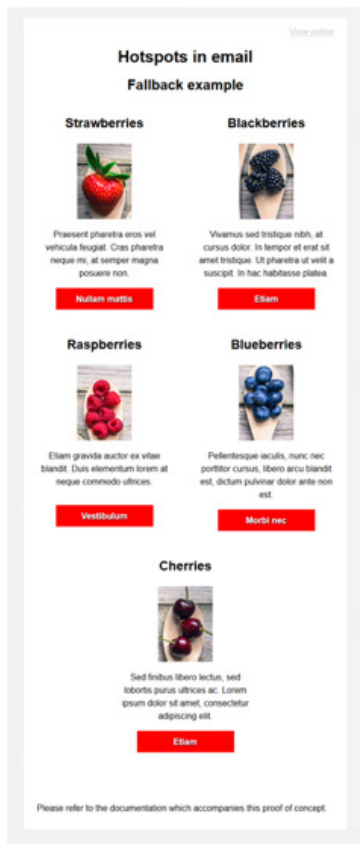 View online
Hotspots in email
Fallback example
Strawberries
Praesent pharetra eros vel
vehicula feugiat. Cras pharetra
neque mi, at semper magna
posuere non.
Nullam mattis
Blackberries
Vivamus sed tristique nibh, at
cursus dolor. In tempor et erat sit
amet tristique. Ut pharetra ut velit a
suscipit. In hac habitasse platea.
Etiam
Raspberries
Etiam gravida auctor ex vitae
blandit. Duis elementum lorem at
neque commodo ultrices.
Vestibulum
Blueberries
Pellentesque iaculis, nunc nec
porttitor cursus, libero arcu blandit
est, dictum pulvinar dolor ante non
est.
Morbi nec
Cherries
Sed finibus libero lectus, sed
lobortis purus ultrices ac. Lorem
ipsum dolor sit amet, consectetur
adipiscing elit.
Etiam
Please refer to the documentation which accompanies this proof of concept.